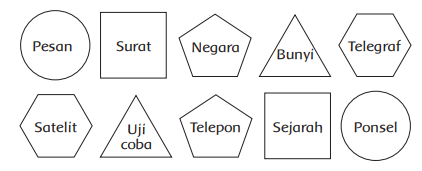 Pesan Surat Negara Bunyi Telegraf
Satelit Uji coba Telepon Sejarah Ponsel